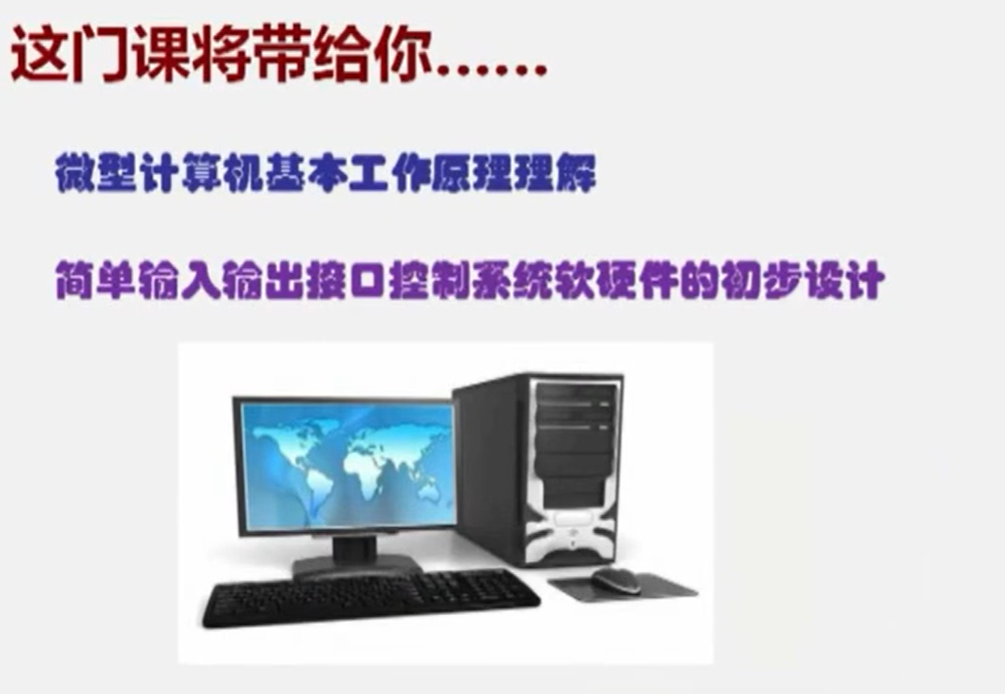 这门课将带给你……
微型计算机基本工作原理理解
简单输入输出接口控制系统软硬件的初步设计